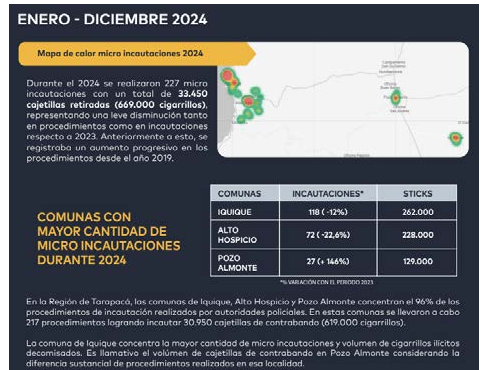 ENERO - DICIEMBRE 2024
Mapa de calor micro incautaciones 2024
Durante el 2024 se realizaron 227 micro
incautaciones con un total de 33.450
cajetillas retiradas (669.000 cigarrillos),
representando una leve disminución tanto
en procedimientos como en incautaciones
respecto a 2023. Anteriormente a esto, se
registraba un aumento progresivo en los
procedimientos desde el año 2019.
COMUNAS CON
MAYOR CANTIDAD DE
MICRO INCAUTACIONES
DURANTE 2024
COMUNAS INCAUTACIONES* STICKS
IQUIQUE 118 (-12%) 262.000
ALTO
HOSPICIO 72 (-22,6%) 228.000
POZO
ALMONTE 27 (+ 146%) 129.000
*% VARIACIÓN CON EL PERIODO 2023
En la Región de Tarapacá, las comunas de Iquique, Alto Hospicio y Pozo Almonte concentran el 96% de los
procedimientos de incautación realizados por autoridades policiales. En estas comunas se llevaron a cabo
217 procedimientos logrando incautar 30.950 cajetillas de contrabando (619.000 cigarrillos).
La comuna de Iquique concentra la mayor cantidad de micro incautaciones y volumen de cigarrillos ilícitos
decomisados. Es llamativo el volúmen de cajetillas de contrabando en Pozo Almonte considerando la
diferencia sustancial de procedimientos realizados en esa localidad.